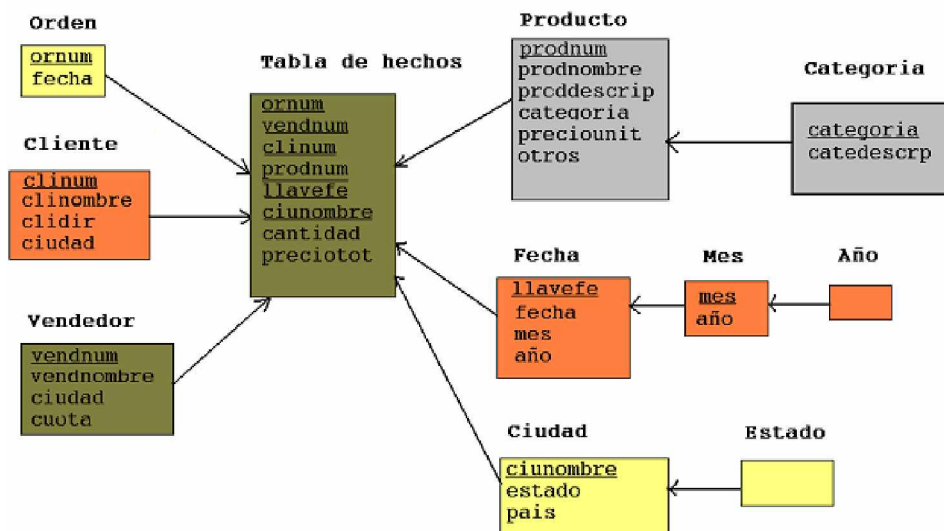 Orden
ornum
fecha
Cliente
clinum
clinombre
clidir
ciudad
Vendedor
vendnum
vendnombre
ciudad
cuota
Tabla de hechos
ornum
vendnum
clinum
prodnum
llavefe
ciunombre
cantidad
preciotot
Producto
prodnum
prodnombre
prcddescrip
categoria
preciounit
otros
Categoria
categoria
catedescrp
Fecha
llavefe
fecha
mes
año
Mes
mes
año
Año
Ciudad
ciunombre
estado
pais
Estado